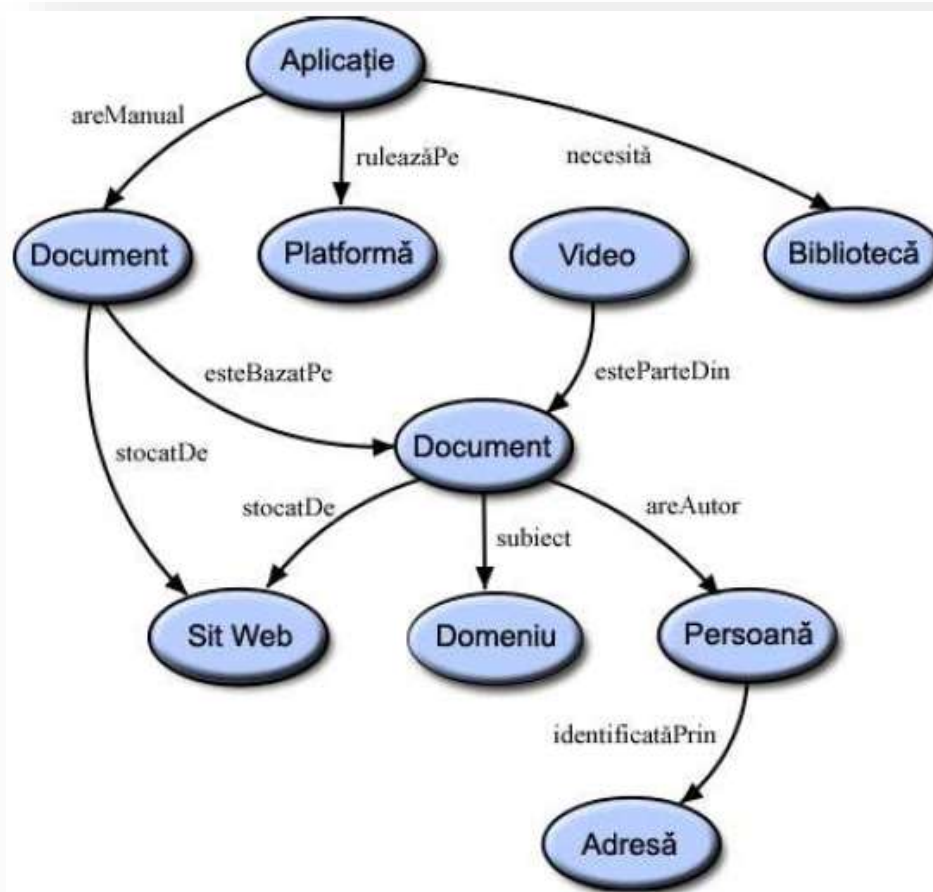 Aplicație
areManual
ruleazăPe
necesită
Document
Platformă
Video
Bibliotecă
esteBazatPe
esteParteDin
Document
stocatDe
stocatDe
subiect
areAutor
Sit Web
Domeniu
Persoană
identificatăPrin
Adresă